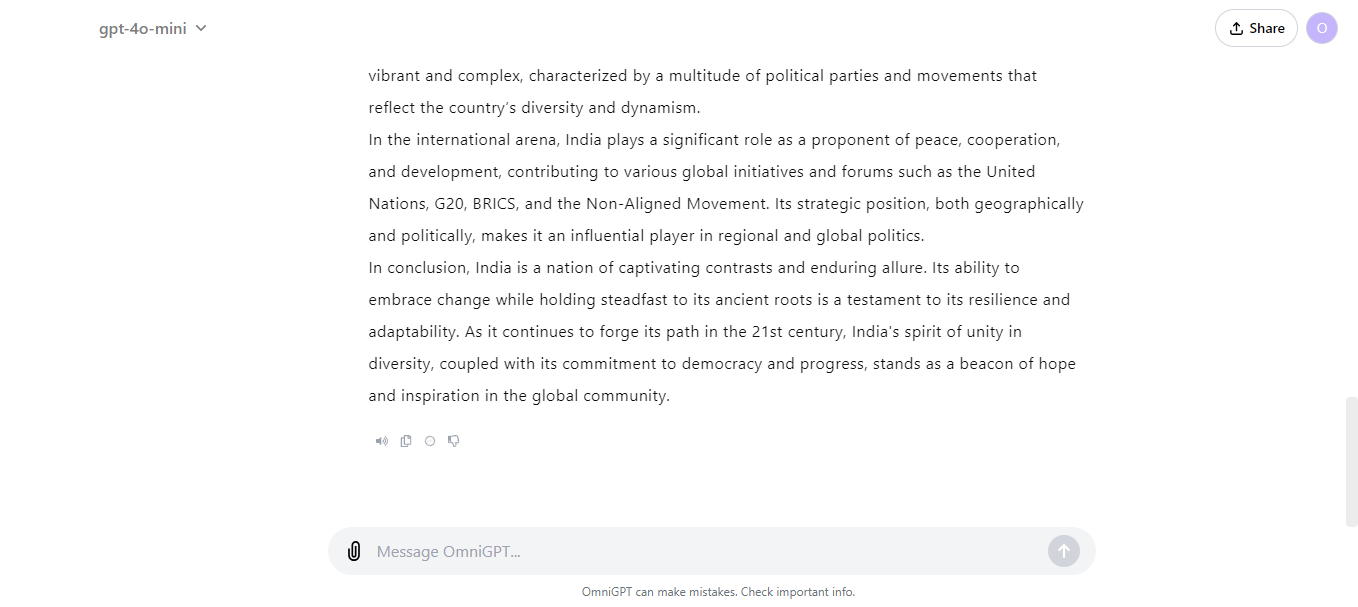 gpt-4o-mini
Share
O
vibrant and complex, characterized by a multitude of political parties and movements that
reflect the country's diversity and dynamism.
In the international arena, India plays a significant role as a proponent of peace, cooperation,
and development, contributing to various global initiatives and forums such as the United
Nations, G20, BRICS, and the Non-Aligned Movement. Its strategic position, both geographically
and politically, makes it an influential player in regional and global politics.
In conclusion, India is a nation of captivating contrasts and enduring allure. Its ability to
embrace change while holding steadfast to its ancient roots is a testament to its resilience and
adaptability. As it continues to forge its path in the 21st century, India's spirit of unity in
diversity, coupled with its commitment to democracy and progress, stands as a beacon of hope
and inspiration in the global community.
Message OmniGPT...
OmniGPT can make mistakes. Check important info.